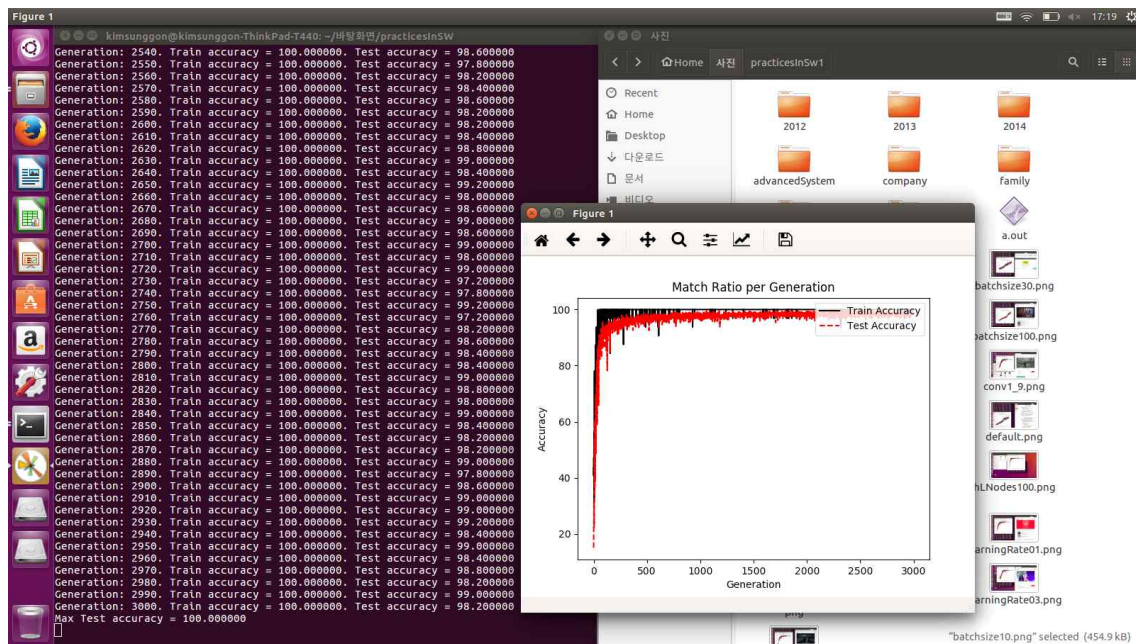 Figure 1
17:19
kimsunggon@kimsunggon-ThinkPad-T440: ~/바탕화면/practicesInSW
Generation: 2540. Train accuracy = 100.000000. Test accuracy = 98.600000
Generation: 2550. Train accuracy = 100.000000. Test accuracy = 97.800000
Generation: 2560. Train accuracy = 100.000000. Test accuracy = 98.200000
Generation: 2570. Train accuracy = 100.000000. Test accuracy = 98.400000
Generation: 2580. Train accuracy = 100.000000. Test accuracy = 98.600000
Generation: 2590. Train accuracy = 100.000000. Test accuracy = 98.200000
Generation: 2600. Train accuracy = 100.000000. Test accuracy = 98.200000
Generation: 2610. Train accuracy = 100.000000. Test accuracy = 98.400000
Generation: 2620. Train accuracy = 100.000000. Test accuracy = 98.800000
Generation: 2630. Train accuracy = 100.000000. Test accuracy = 99.000000
Generation: 2640. Train accuracy = 100.000000. Test accuracy = 98.400000
Generation: 2650. Train accuracy = 100.000000. Test accuracy = 99.200000
Generation: 2660. Train accuracy = 100.000000. Test accuracy = 98.000000
Generation: 2670. Train accuracy = 100.000000. Test accuracy = 98.600000
Generation: 2680. Train accuracy = 100.000000. Test accuracy = 99.000000
Generation: 2690. Train accuracy = 100.000000. Test accuracy = 98.600000
Generation: 2700. Train accuracy = 100.000000. Test accuracy = 99.000000
Generation: 2710. Train accuracy = 100.000000. Test accuracy = 98.600000
Generation: 2720. Train accuracy = 100.000000. Test accuracy = 99.000000
Generation: 2730. Train accuracy = 100.000000. Test accuracy = 97.200000
Generation: 2740. Train accuracy = 100.000000. Test accuracy = 97.800000
Generation: 2750. Train accuracy = 100.000000. Test accuracy = 99.200000
Generation: 2760. Train accuracy = 100.000000. Test accuracy = 97.200000
Generation: 2770. Train accuracy = 100.000000. Test accuracy = 98.200000
Generation: 2780. Train accuracy = 100.000000. Test accuracy = 98.600000
Generation: 2790. Train accuracy = 100.000000. Test accuracy = 98.400000
Generation: 2800. Train accuracy = 100.000000. Test accuracy = 98.400000
Generation: 2810. Train accuracy = 100.000000. Test accuracy = 99.000000
Generation: 2820. Train accuracy = 100.000000. Test accuracy = 98.800000
Generation: 2830. Train accuracy = 100.000000. Test accuracy = 98.000000
Generation: 2840. Train accuracy = 100.000000. Test accuracy = 99.000000
Generation: 2850. Train accuracy = 100.000000. Test accuracy = 98.400000
Generation: 2860. Train accuracy = 100.000000. Test accuracy = 98.200000
Generation: 2870. Train accuracy = 100.000000. Test accuracy = 98.200000
Generation: 2880. Train accuracy = 100.000000. Test accuracy = 99.000000
Generation: 2890. Train accuracy = 100.000000. Test accuracy = 97.800000
Generation: 2900. Train accuracy = 100.000000. Test accuracy = 98.600000
Generation: 2910. Train accuracy = 100.000000. Test accuracy = 99.000000
Generation: 2920. Train accuracy = 100.000000. Test accuracy = 99.000000
Generation: 2930. Train accuracy = 100.000000. Test accuracy = 99.200000
Generation: 2940. Train accuracy = 100.000000. Test accuracy = 98.400000
Generation: 2950. Train accuracy = 100.000000. Test accuracy = 99.000000
Generation: 2960. Train accuracy = 100.000000. Test accuracy = 98.400000
Generation: 2970. Train accuracy = 100.000000. Test accuracy = 98.800000
Generation: 2980. Train accuracy = 100.000000. Test accuracy = 98.200000
Generation: 2990. Train accuracy = 100.000000. Test accuracy = 99.000000
Generation: 3000. Train accuracy = 100.000000. Test accuracy = 98.200000
Max Test accuracy = 100.000000
사진
Home 사진 practicesInSw1
Recent
Home
Desktop
다운로드
문서
비디오
2012 2013 2014
advancedSystem company family
a.out
batchsize30.png
batchsize100.png
conv1_9.png
default.png
hLNodes100.png
arningRate01.png
arningRate03.png
png
"batchsize10.png" selected (454.9 kB)
Figure 1
Match Ratio per Generation
Train Accuracy
Test Accuracy
100
80
60
40
20
Accuracy
0 500 1000 1500 2000 2500 3000
Generation